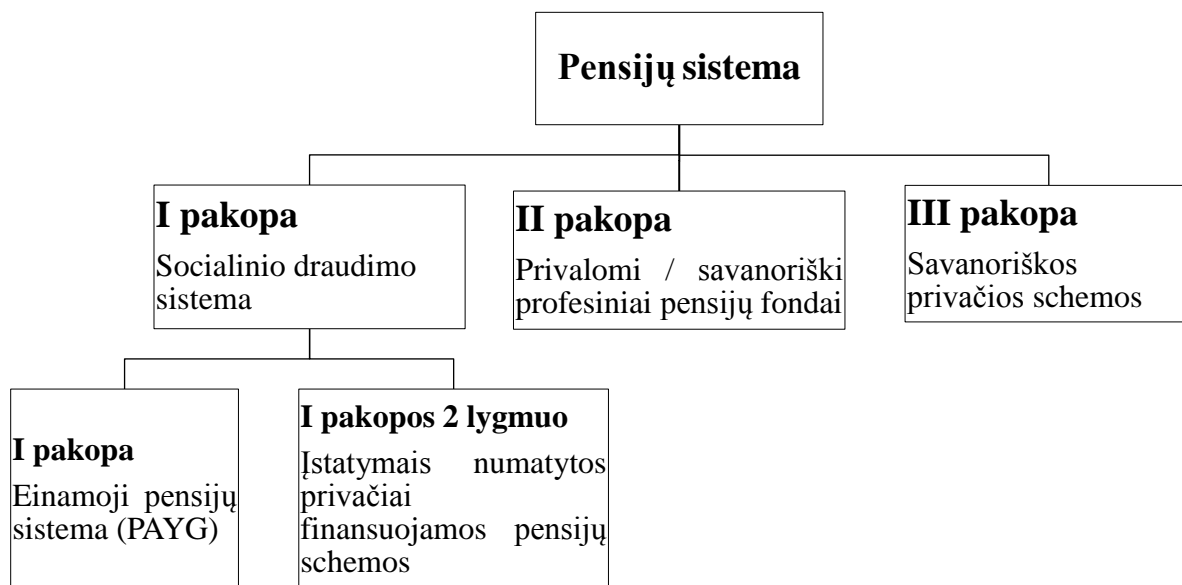 Pensijų sistema
I pakopa
Socialinio draudimo
sistema
II pakopa
Privalomi / savanoriški
profesiniai pensijų fondai
III pakopa
Savanoriškos
privačios schemos
I pakopa
Einamoji pensijų
sistema (PAYG)
I pakopos 2 lygmuo
Įstatymais numatytos
privačiai
finansuojamos pensijų
schemos